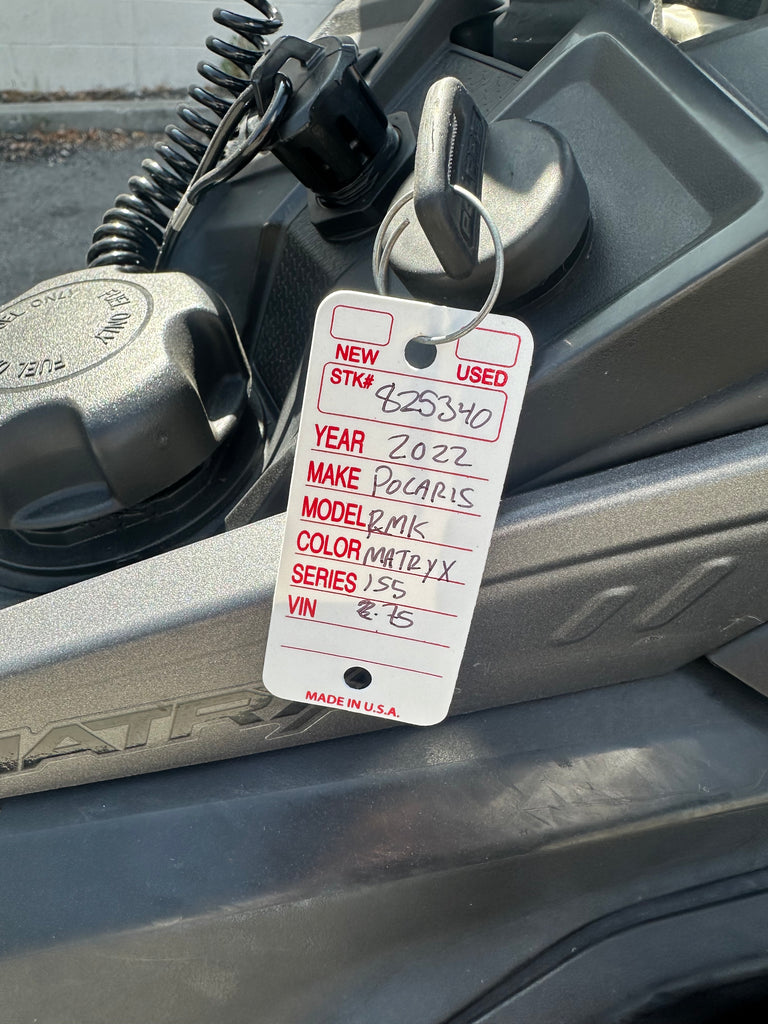 FUEL ONLY
NEW USED
STK# 825340
YEAR 2022
MAKE POLARIS
MODEL RMK
COLOR MATRYX
SERIES 155
VIN 2.75
MADE IN U.S.A.
MATRYX